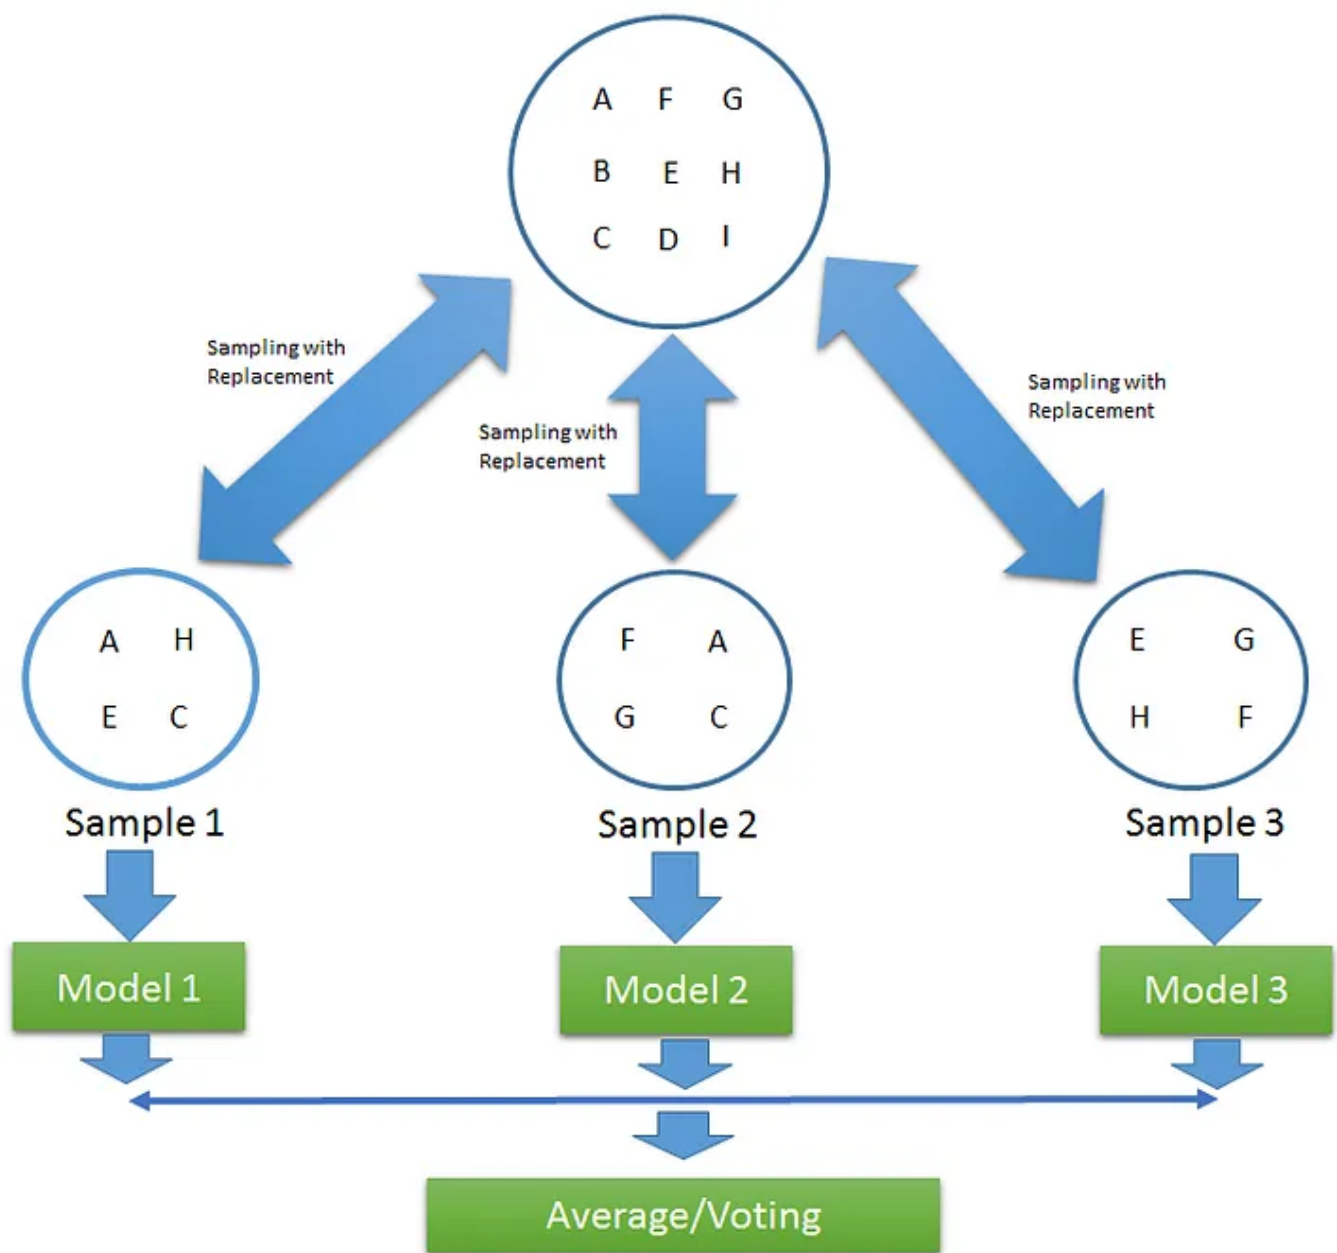 A F G
B E H
C D I
Sampling with
Replacement
Sampling with
Replacement
Sampling with
Replacement
A H
E C
F A
G C
E G
H F
Sample 1
Sample 2
Sample 3
Model 1
Model 2
Model 3
Average/Voting